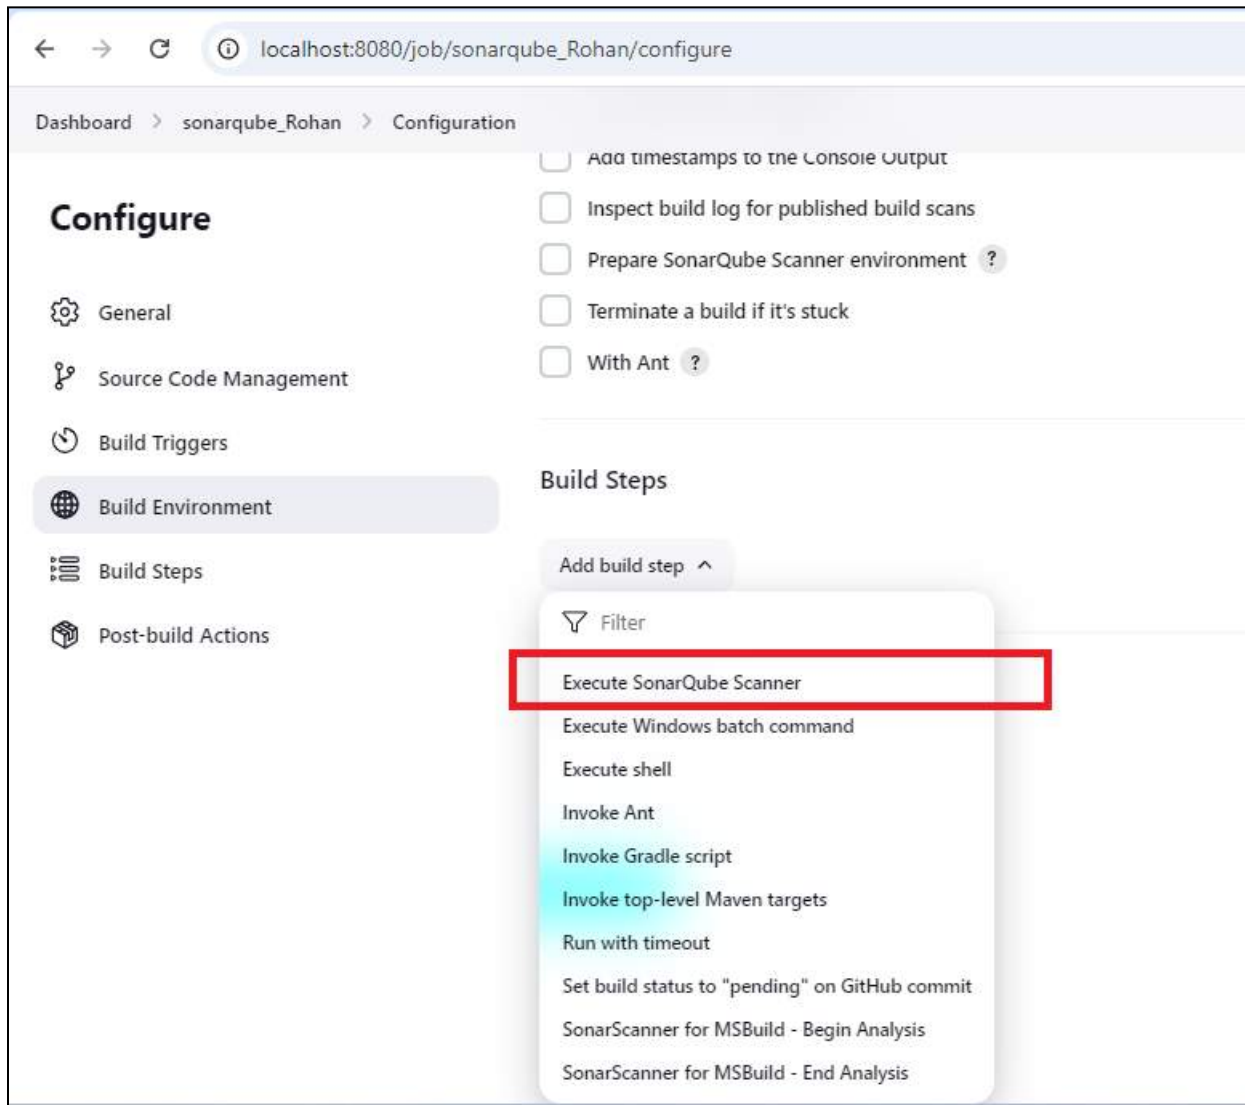 localhost:8080/job/sonarqube_Rohan/configure
Dashboard > sonarqube_Rohan > Configuration
Add timestamps to the Console Output
Configure
Inspect build log for published build scans
Prepare SonarQube Scanner environment ?
General
Terminate a build if it's stuck
With Ant ?
Source Code Management
Build Triggers
Build Environment
Build Steps
Post-build Actions
Build Steps
Add build step
Filter
Execute SonarQube Scanner
Execute Windows batch command
Execute shell
Invoke Ant
Invoke Gradle script
Invoke top-level Maven targets
Run with timeout
Set build status to "pending" on GitHub commit
SonarScanner for MSBuild - Begin Analysis
SonarScanner for MSBuild - End Analysis